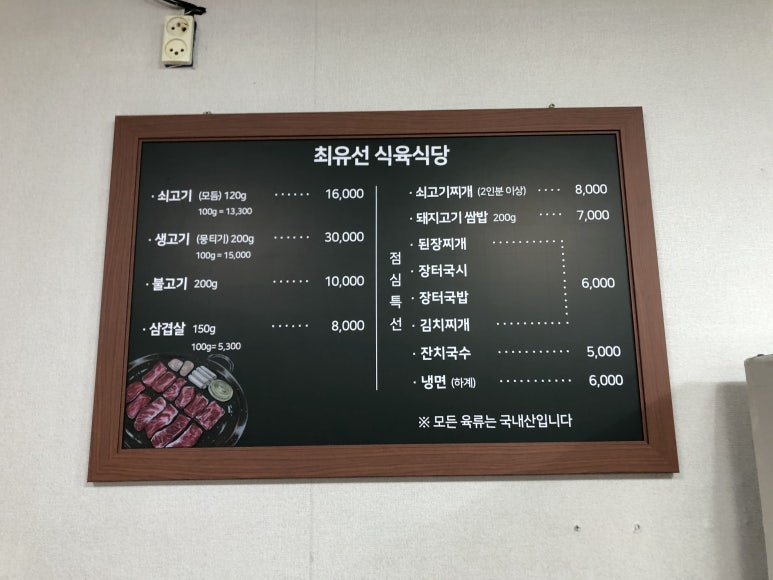 최유선 식육식당
· 쇠고기 (모듬) 120g ······ 16,000
100g = 13,300
· 생고기 (뭉티기) 200g ······ 30,000
100g = 15,000
· 불고기 200g ······ 10,000
· 삼겹살 150g ······ 8,000
100g= 5,300
· 쇠고기찌개 (2인분 이상) ···· 8,000
· 돼지고기 쌈밥 200g ···· 7,000
점심특선
· 된장찌개
· 장터국시
· 장터국밥
· 김치찌개
6,000
· 잔치국수 ··········· 5,000
· 냉면 (하계) ··········· 6,000
※ 모든 육류는 국내산입니다